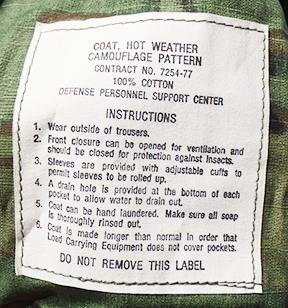 COAT, HOT WEATHER
CAMOUFLAGE PATTERN
CONTRACT NO. 7254-77
100% COTTON
DEFENSE PERSONNEL SUPPORT CENTER
INSTRUCTIONS
1. Wear outside of trousers.
2. Front closure can be opened for ventilation and
should be closed for protection against insects.
3. Sleeves are provided with adjustable cuffs to
permit sleeves to be rolled up.
4. A drain hole is provided at the bottom of each
pocket to allow water to drain out.
5. Coat can be hand laundered. Make sure all soap
is thoroughly rinsed out.
6. Coat is made longer than normal in order that
Load Carrying Equipment does not cover pockets.
DO NOT REMOVE THIS LABEL